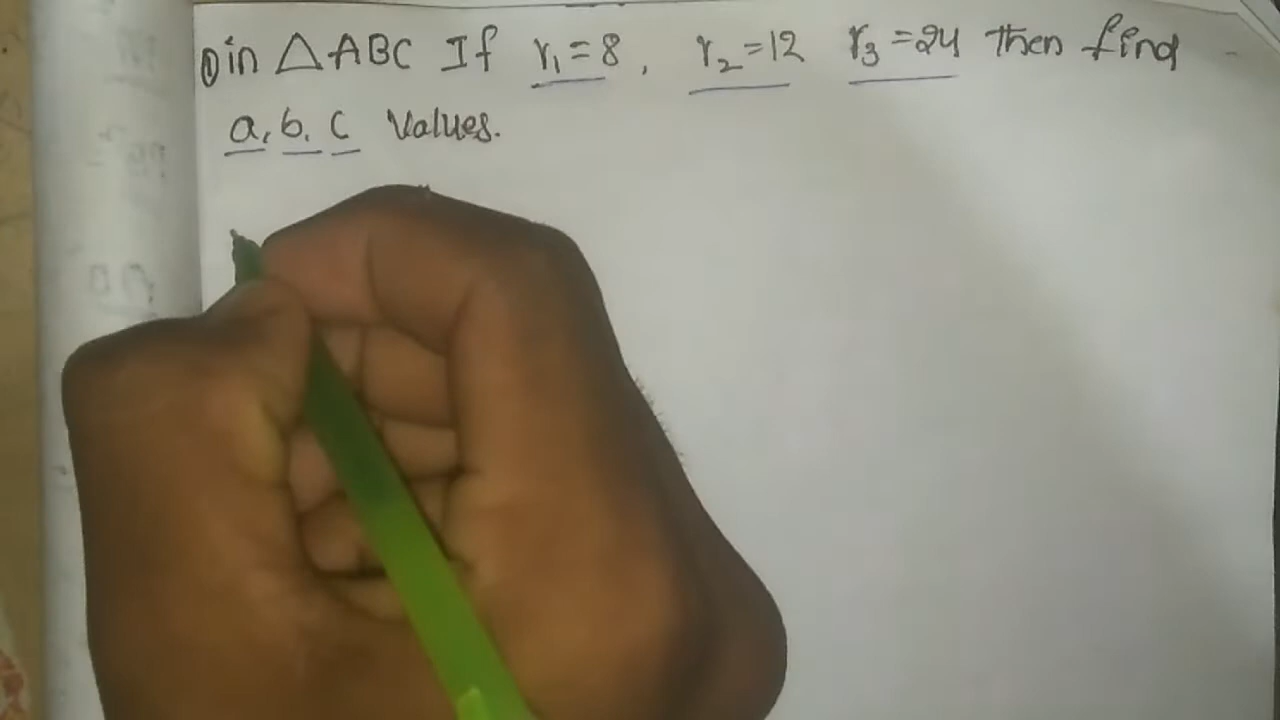 ① in △ABC If r₁=8, r₂=12 r₃=24 then find
a, b, c values.